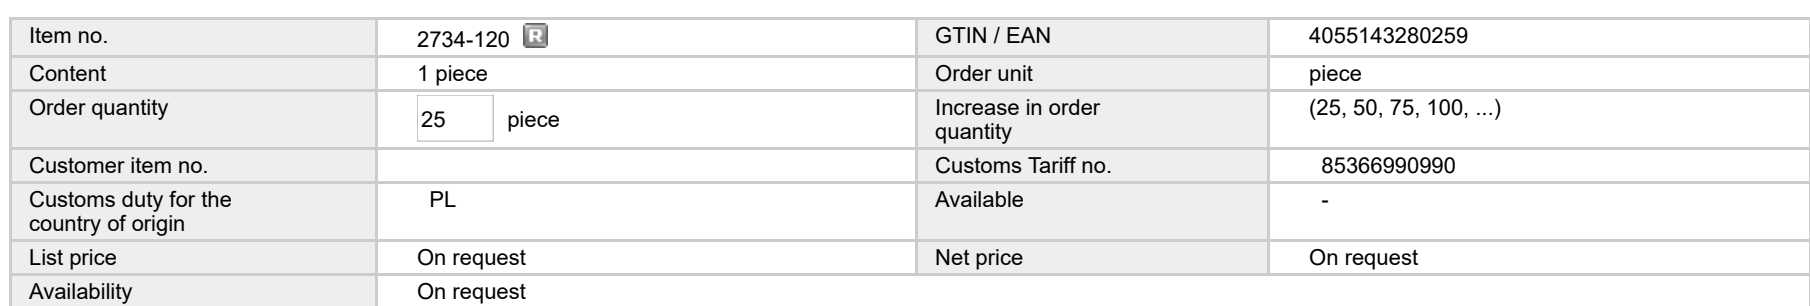 Item no. 2734-120 R GTIN / EAN 4055143280259
Content 1 piece Order unit piece
Order quantity 25 piece Increase in order quantity (25, 50, 75, 100, ...)
Customer item no. Customs Tariff no. 85366990990
Customs duty for the country of origin PL Available -
List price On request Net price On request
Availability On request